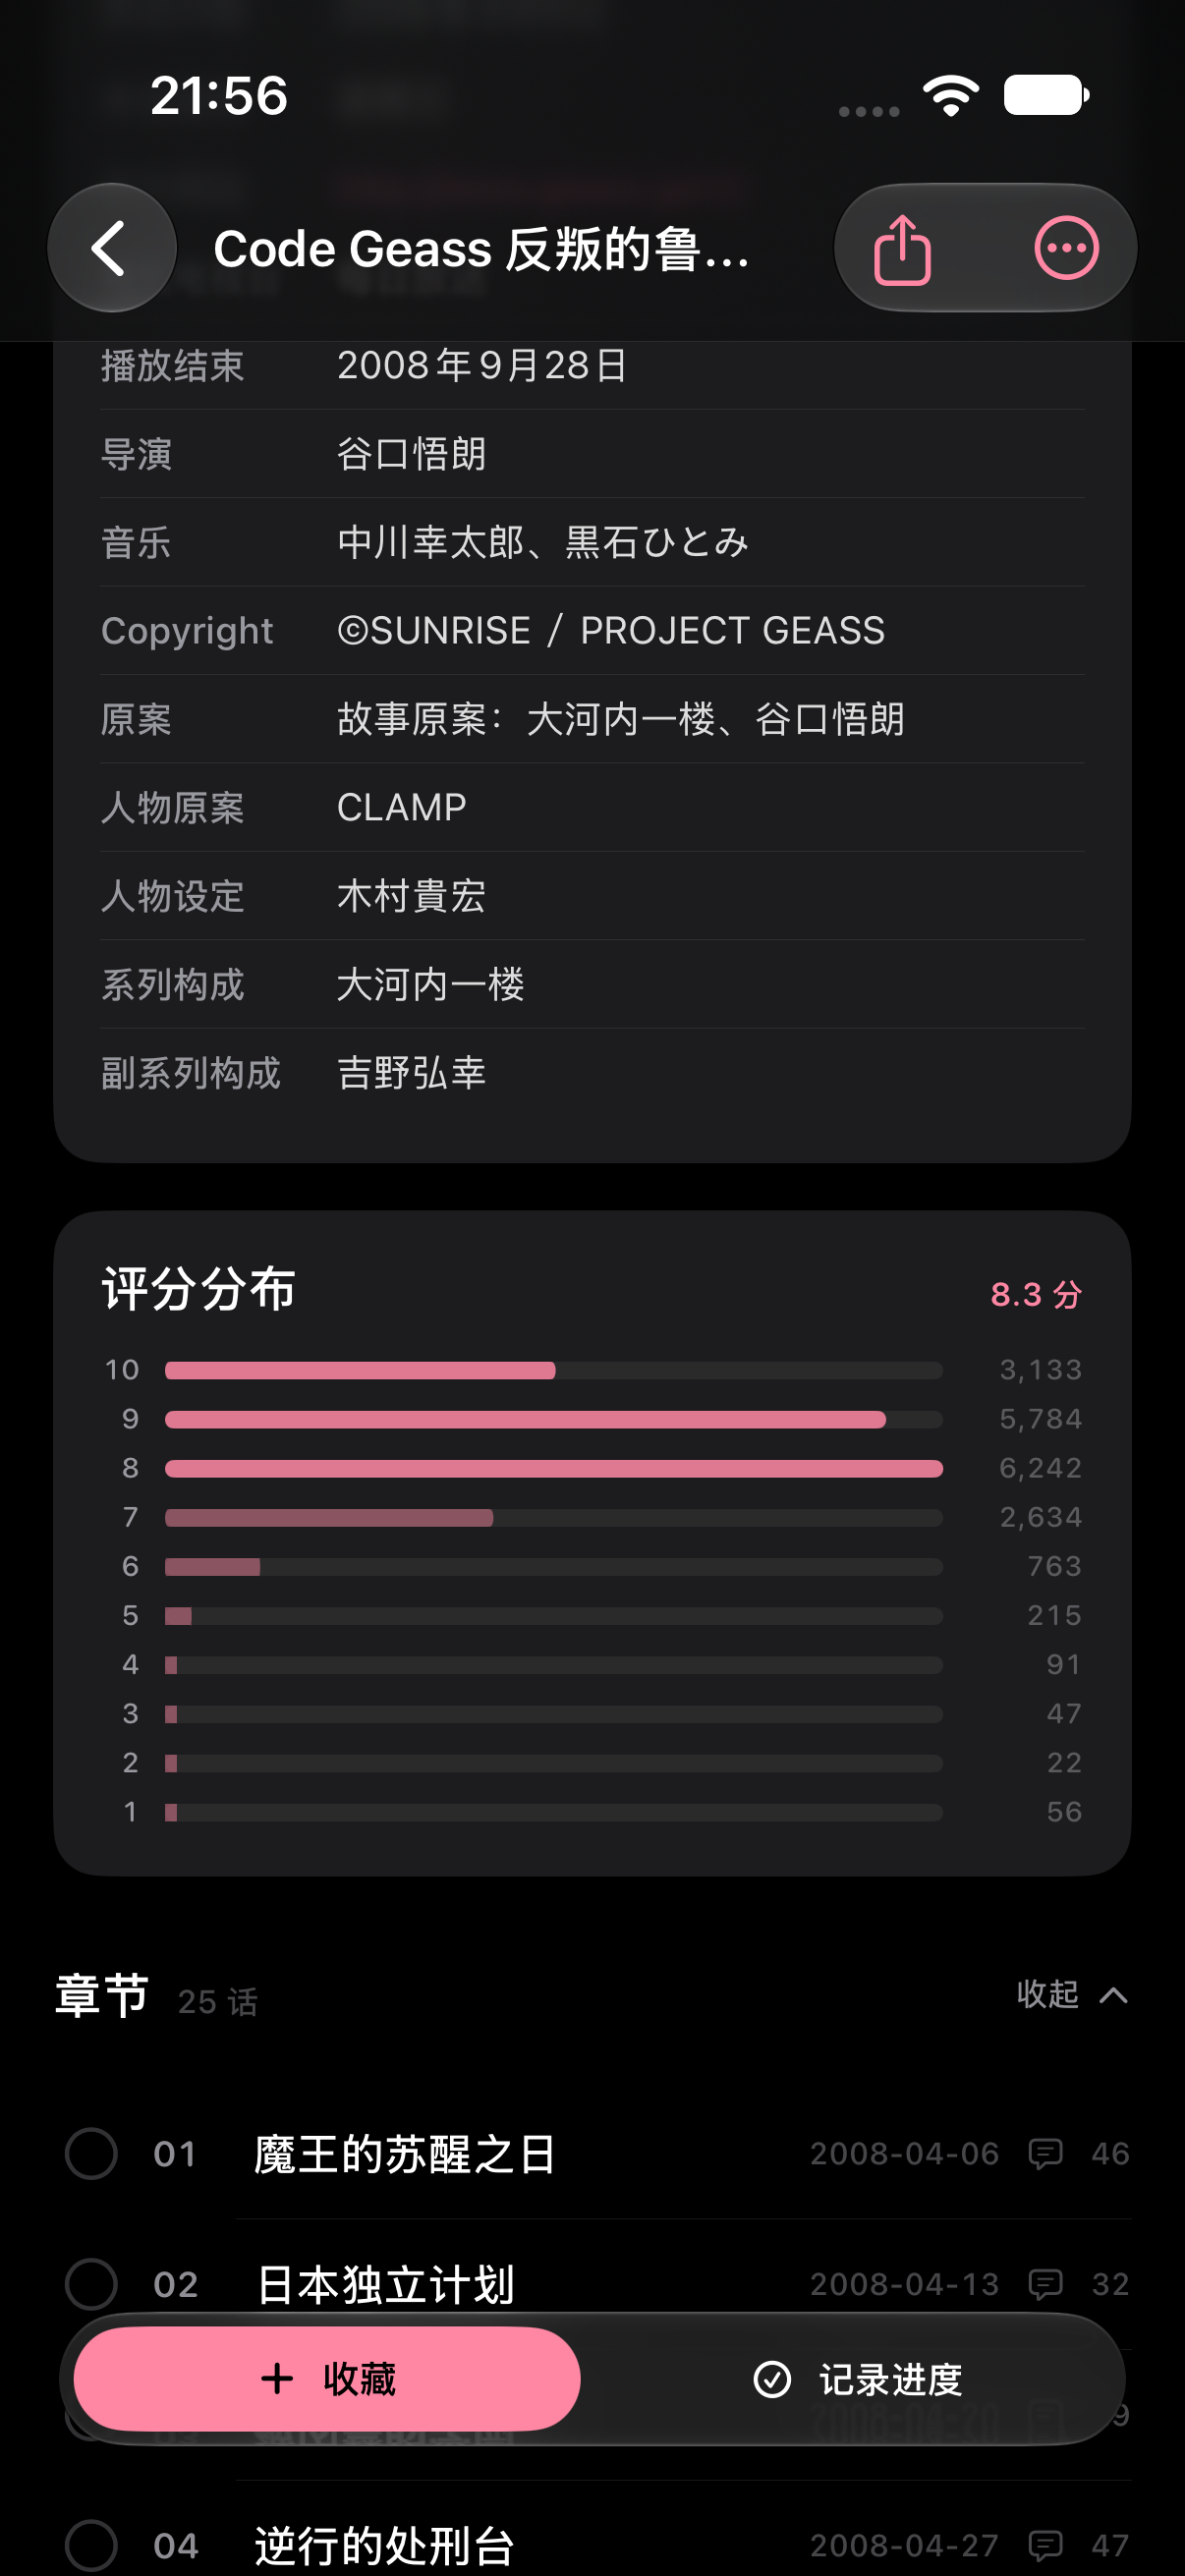 21:56
Code Geass 反叛的鲁...
播放结束 2008年9月28日
导演 谷口悟朗
音乐 中川幸太郎、黒石ひとみ
Copyright ©SUNRISE / PROJECT GEASS
原案 故事原案：大河内一楼、谷口悟朗
人物原案 CLAMP
人物设定 木村貴宏
系列构成 大河内一楼
副系列构成 吉野弘幸
评分分布 8.3 分
10 3,133
9 5,784
8 6,242
7 2,634
6 763
5 215
4 91
3 47
2 22
1 56
章节 25 话 收起
01 魔王的苏醒之日 2008-04-06 46
02 日本独立计划 2008-04-13 32
收藏 记录进度
04 逆行的处刑台 2008-04-27 47